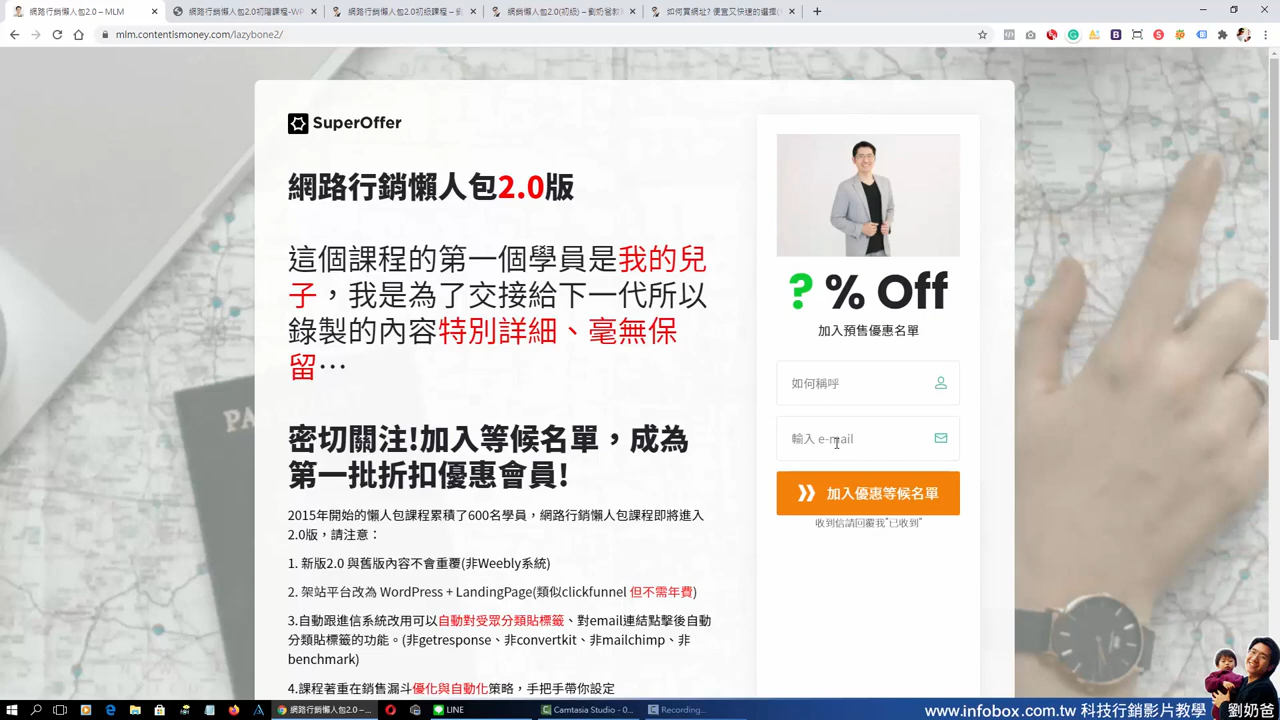 網路行銷懶人包2.0 – MLM
網路行銷懶人包2.0初階課程-WP
網路行銷懶人包2.0初級課程 – 劉
網銷懶人包2.0(初級) – 劉奶爸教
如何買網址? 便宜又快速的選擇(
mlm.contentismoney.com/lazybone2/
SuperOffer
網路行銷懶人包2.0版
這個課程的第一個學員是我的兒
子，我是為了交接給下一代所以
錄製的內容特別詳細、毫無保
留…
密切關注!加入等候名單，成為
第一批折扣優惠會員!
2015年開始的懶人包課程累積了600名學員，網路行銷懶人包課程即將進入
2.0版，請注意：
1. 新版2.0 與舊版內容不會重覆(非Weebly系統)
2. 架站平台改為 WordPress + LandingPage(類似clickfunnel 但不需年費)
3.自動跟進信系統改用可以自動對受眾分類貼標籤、對email連結點擊後自動
分類貼標籤的功能。(非getresponse、非convertkit、非mailchimp、非
benchmark)
4.課程著重在銷售漏斗優化與自動化策略，手把手帶你設定
? % Off
加入預售優惠名單
如何稱呼
輸入 e-mail
加入優惠等候名單
收到信請回覆我"已收到"
網路行銷懶人包2.0 –...
LINE
Camtasia Studio - 0...
Recording...
www.infobox.com.tw 科技行銷影片教學
劉奶爸